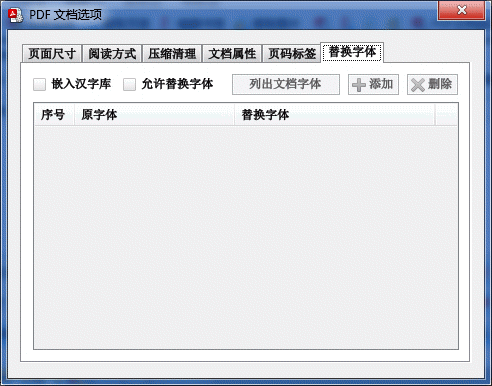 PDF 文档选项
页面尺寸 阅读方式 压缩清理 文档属性 页码标签 替换字体
嵌入汉字库 允许替换字体 列出文档字体 添加 删除
序号 原字体 替换字体